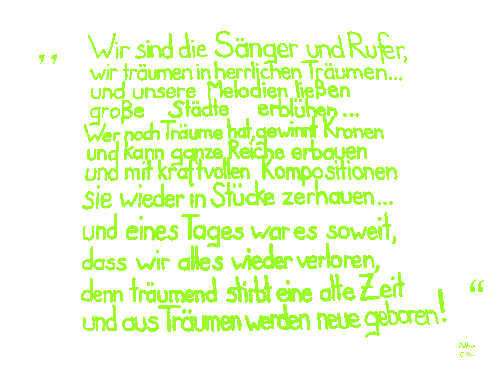 „Wir sind die Sänger und Rufer,
wir träumen in herrlichen Träumen...
und unsere Melodien ließen
große Städte erblühen...
Wer noch Träume hat, gewinnt Kronen
und kann ganze Reiche erbauen
und mit kraftvollen Kompositionen
sie wieder in Stücke zerhauen...
und eines Tages war es soweit,
dass wir alles wieder verloren,
denn träumend stirbt eine alte Zeit
und aus Träumen werden neue geboren!“